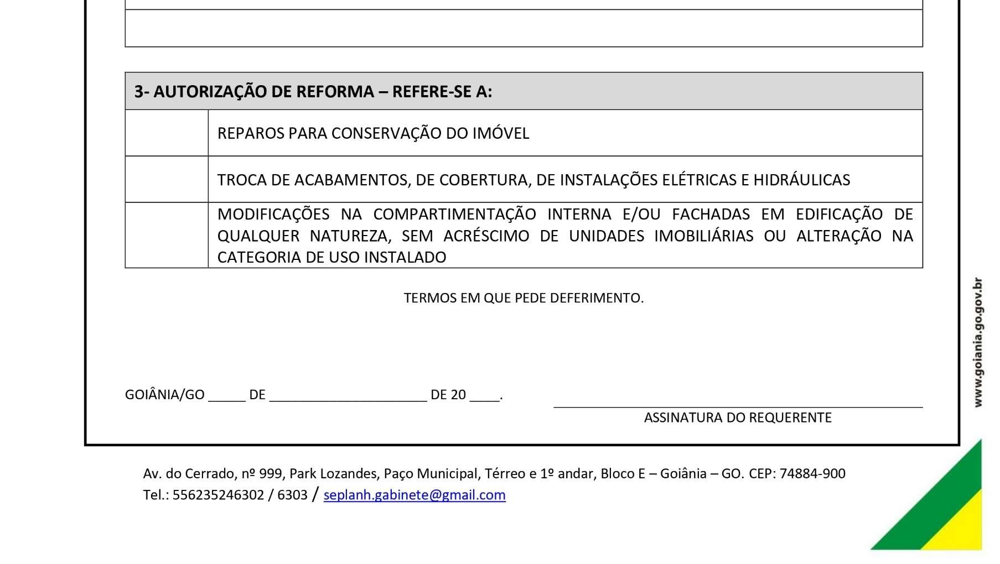 3- AUTORIZAÇÃO DE REFORMA – REFERE-SE A:
REPAROS PARA CONSERVAÇÃO DO IMÓVEL
TROCA DE ACABAMENTOS, DE COBERTURA, DE INSTALAÇÕES ELÉTRICAS E HIDRÁULICAS
MODIFICAÇÕES NA COMPARTIMENTAÇÃO INTERNA E/OU FACHADAS EM EDIFICAÇÃO DE
QUALQUER NATUREZA, SEM ACRÉSCIMO DE UNIDADES IMOBILIÁRIAS OU ALTERAÇÃO NA
CATEGORIA DE USO INSTALADO
TERMOS EM QUE PEDE DEFERIMENTO.
GOIÂNIA/GO _____ DE _____________________ DE 20 ____.
ASSINATURA DO REQUERENTE
www.goiania.go.gov.br
Av. do Cerrado, nº 999, Park Lozandes, Paço Municipal, Térreo e 1º andar, Bloco E – Goiânia – GO. CEP: 74884-900
Tel.: 556235246302 / 6303 / seplanh.gabinete@gmail.com